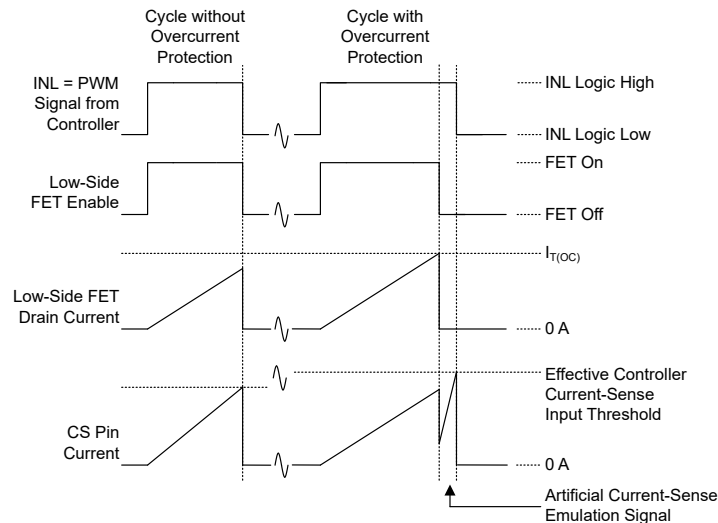 Cycle without
Overcurrent
Protection
Cycle with
Overcurrent
Protection
INL = PWM
Signal from
Controller
INL Logic High
INL Logic Low
Low-Side
FET Enable
FET On
FET Off
Low-Side FET
Drain Current
IT(OC)
0 A
CS Pin
Current
Effective Controller
Current-Sense
Input Threshold
0 A
Artificial Current-Sense
Emulation Signal